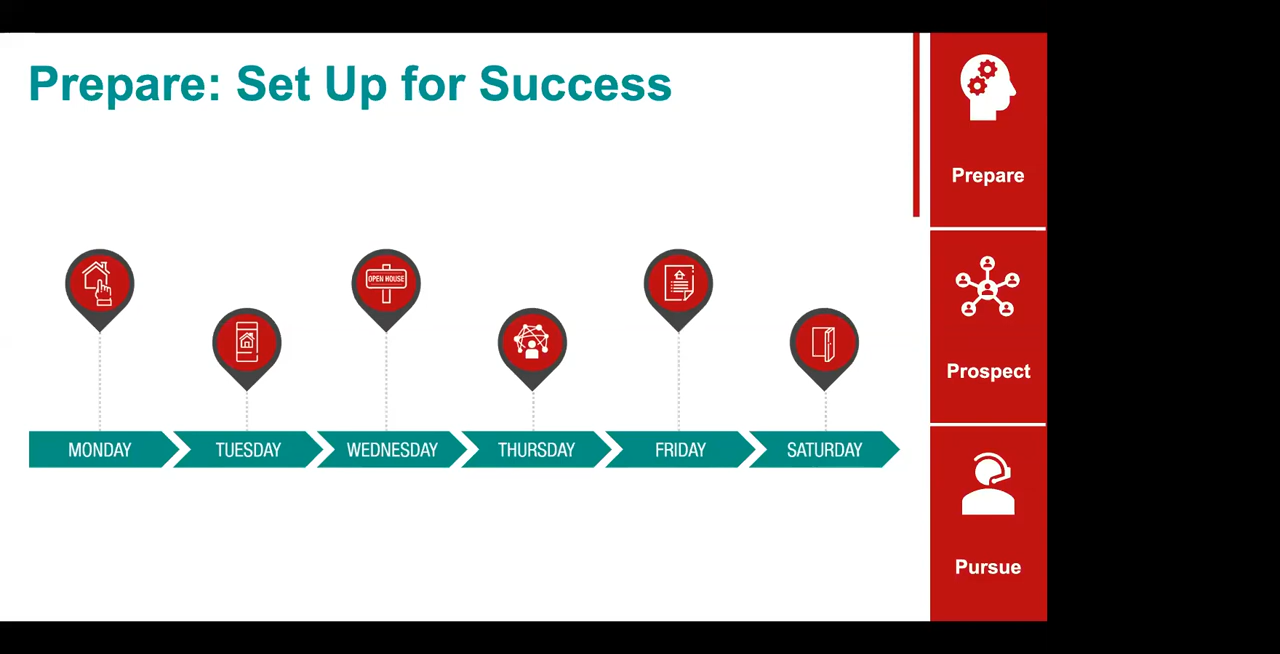 Prepare: Set Up for Success
OPEN HOUSE
MONDAY
TUESDAY
WEDNESDAY
THURSDAY
FRIDAY
SATURDAY
Prepare
Prospect
Pursue